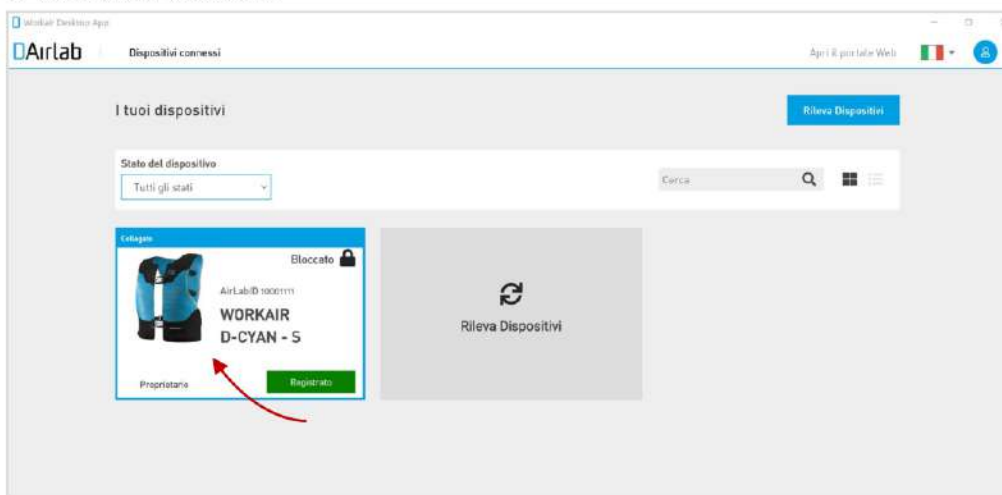 Workair Desktop App
DAırlab
Dispositivi connessi
Apri il portale Web
I tuoi dispositivi
Rileva Dispositivi
Stato del dispositivo
Tutti gli stati
Cerca
Collegato
Bloccato
AirLabID 10001111
WORKAIR
D-CYAN - S
Proprietario
Registrato
Rileva Dispositivi